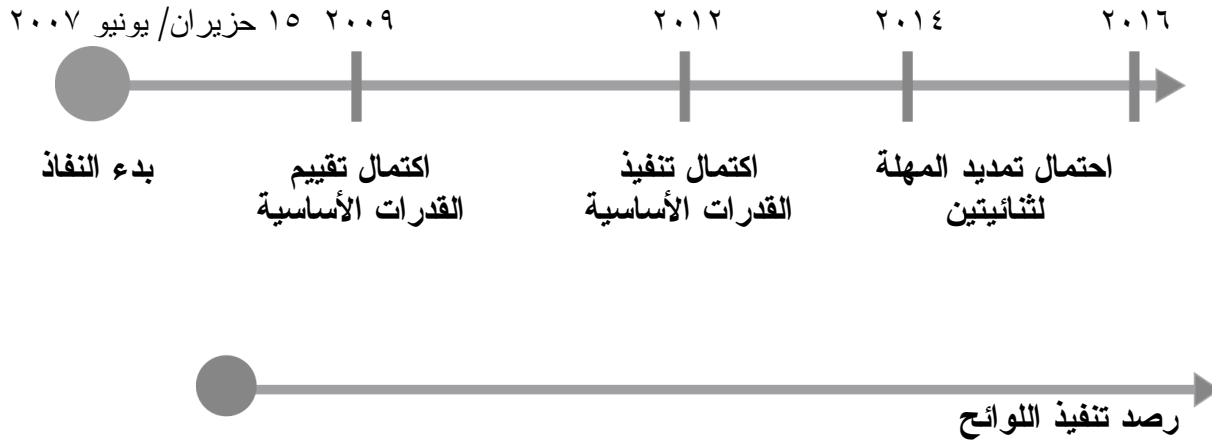 ١٥ حزيران/ يونيو ٢٠٠٧
٢٠٠٩
٢٠١٢
٢٠١٤
٢٠١٦
بدء النفاذ
اكتمال تقييم
القدرات الأساسية
اكتمال تنفيذ
القدرات الأساسية
احتمال تمديد المهلة
لثنائيتين
رصد تنفيذ اللوائح